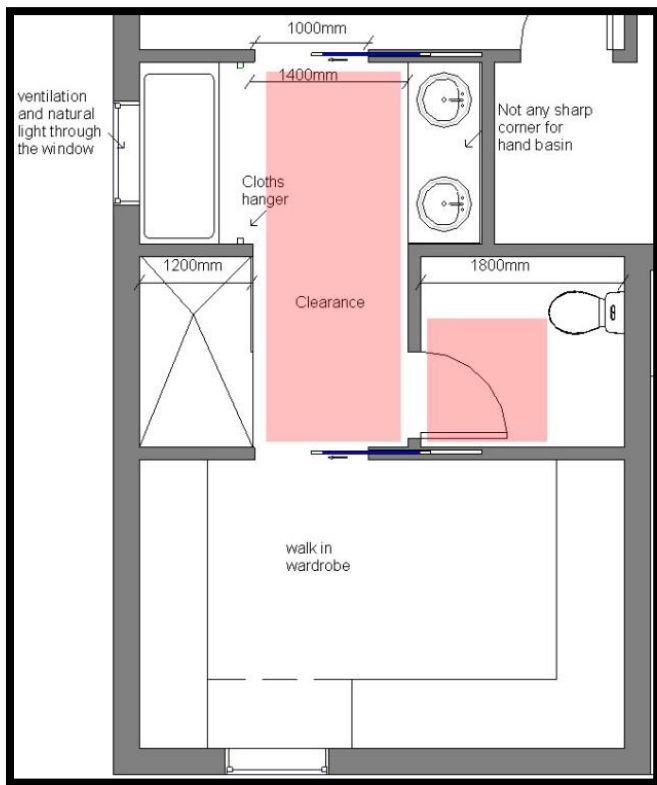 1000mm
1400mm
ventilation
and natural
light through
the window
Not any sharp
corner for
hand basin
Cloths
hanger
1200mm
1800mm
Clearance
walk in
wardrobe